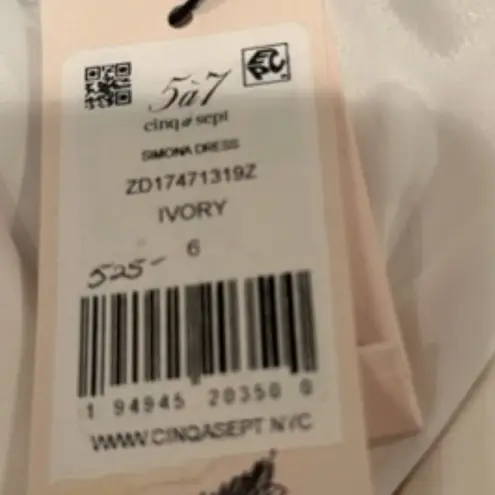 5à7
cinq à sept
SIMONA DRESS
ZD17471319Z
IVORY
6
525-
1 94945 20350 0
WWW.CINQASEPT.NYC